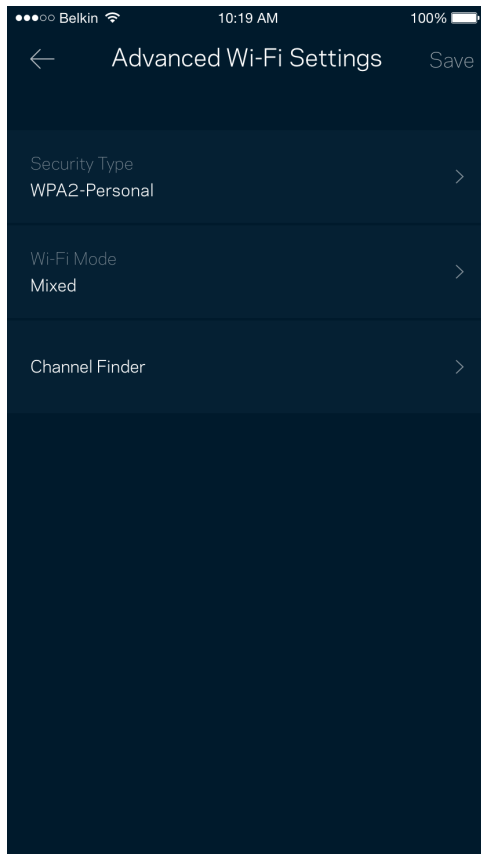 Belkin 10:19 AM 100%
Advanced Wi-Fi Settings Save
Security Type
WPA2-Personal
Wi-Fi Mode
Mixed
Channel Finder